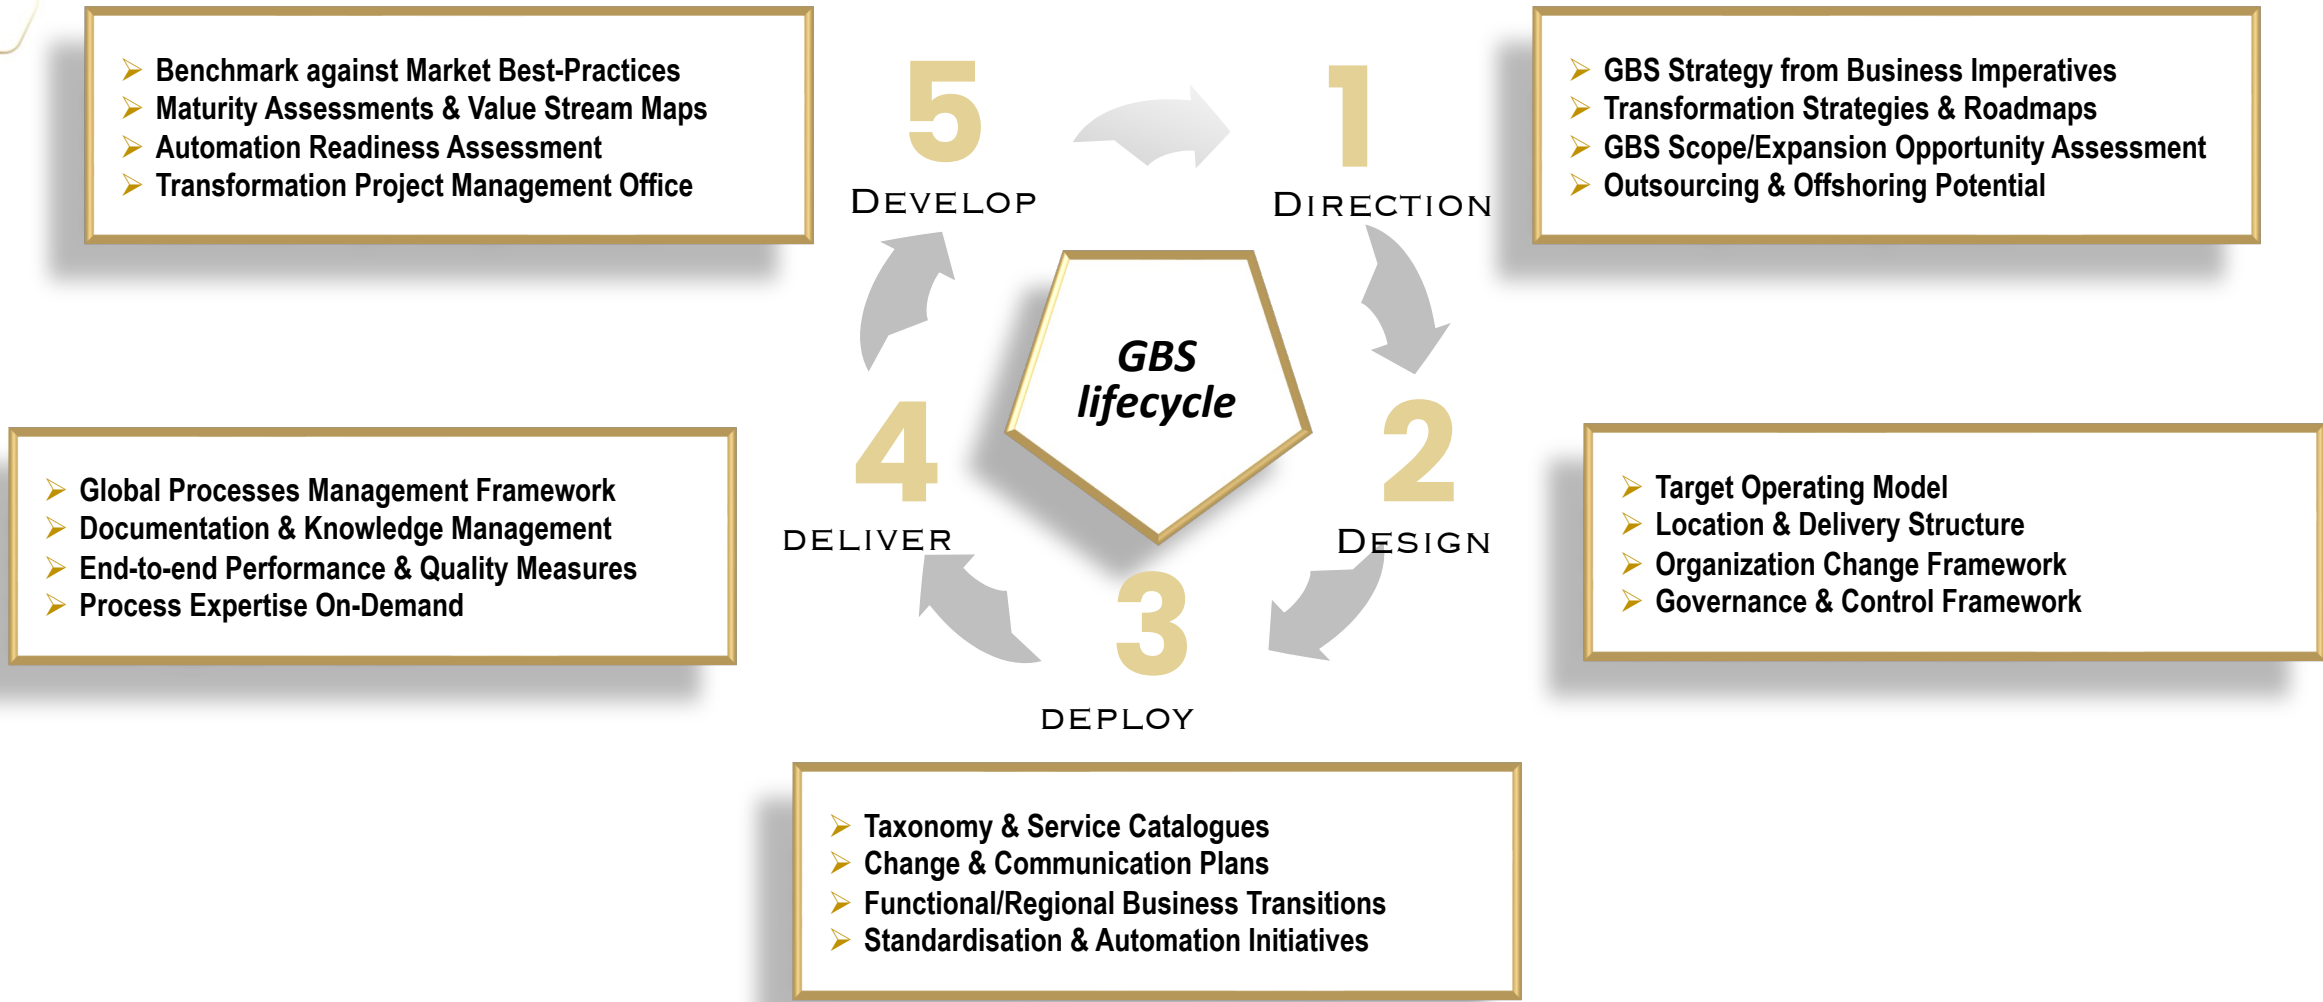 5
Develop
Benchmark against Market Best-Practices
Maturity Assessments & Value Stream Maps
Automation Readiness Assessment
Transformation Project Management Office
1
Direction
GBS Strategy from Business Imperatives
Transformation Strategies & Roadmaps
GBS Scope/Expansion Opportunity Assessment
Outsourcing & Offshoring Potential
GBS
lifecycle
4
deliver
Global Processes Management Framework
Documentation & Knowledge Management
End-to-end Performance & Quality Measures
Process Expertise On-Demand
2
Design
Target Operating Model
Location & Delivery Structure
Organization Change Framework
Governance & Control Framework
3
deploy
Taxonomy & Service Catalogues
Change & Communication Plans
Functional/Regional Business Transitions
Standardisation & Automation Initiatives